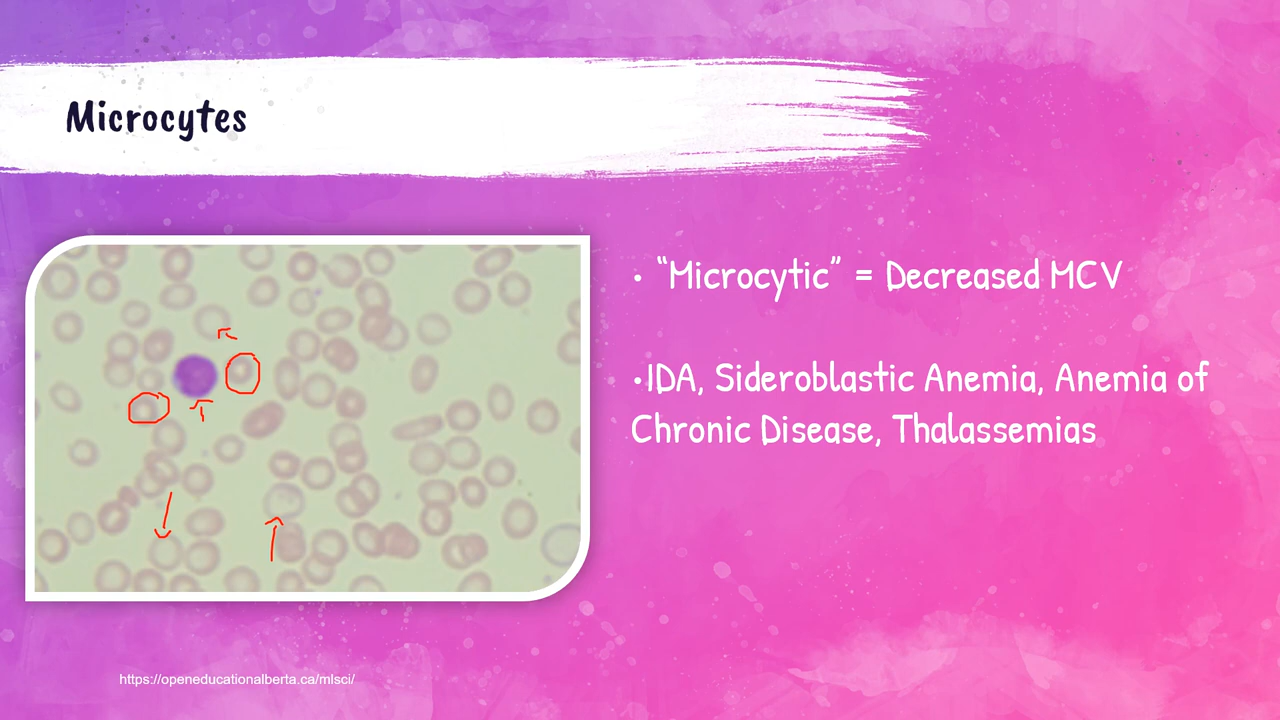 Microcytes
• “Microcytic” = Decreased MCV
•IDA, Sideroblastic Anemia, Anemia of
Chronic Disease, Thalassemias
https://openeducationalberta.ca/mlsci/